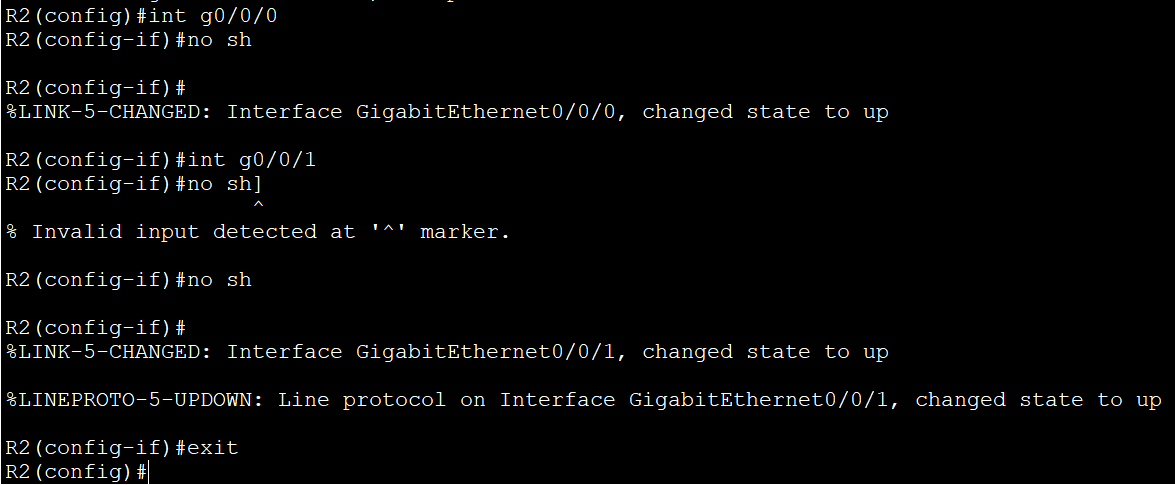 R2(config)#int g0/0/0
R2(config-if)#no sh
R2(config-if)#
%LINK-5-CHANGED: Interface GigabitEthernet0/0/0, changed state to up
R2(config-if)#int g0/0/1
R2(config-if)#no sh]
^
% Invalid input detected at '^' marker.
R2(config-if)#no sh
R2(config-if)#
%LINK-5-CHANGED: Interface GigabitEthernet0/0/1, changed state to up
%LINEPROTO-5-UPDOWN: Line protocol on Interface GigabitEthernet0/0/1, changed state to up
R2(config-if)#exit
R2(config)#